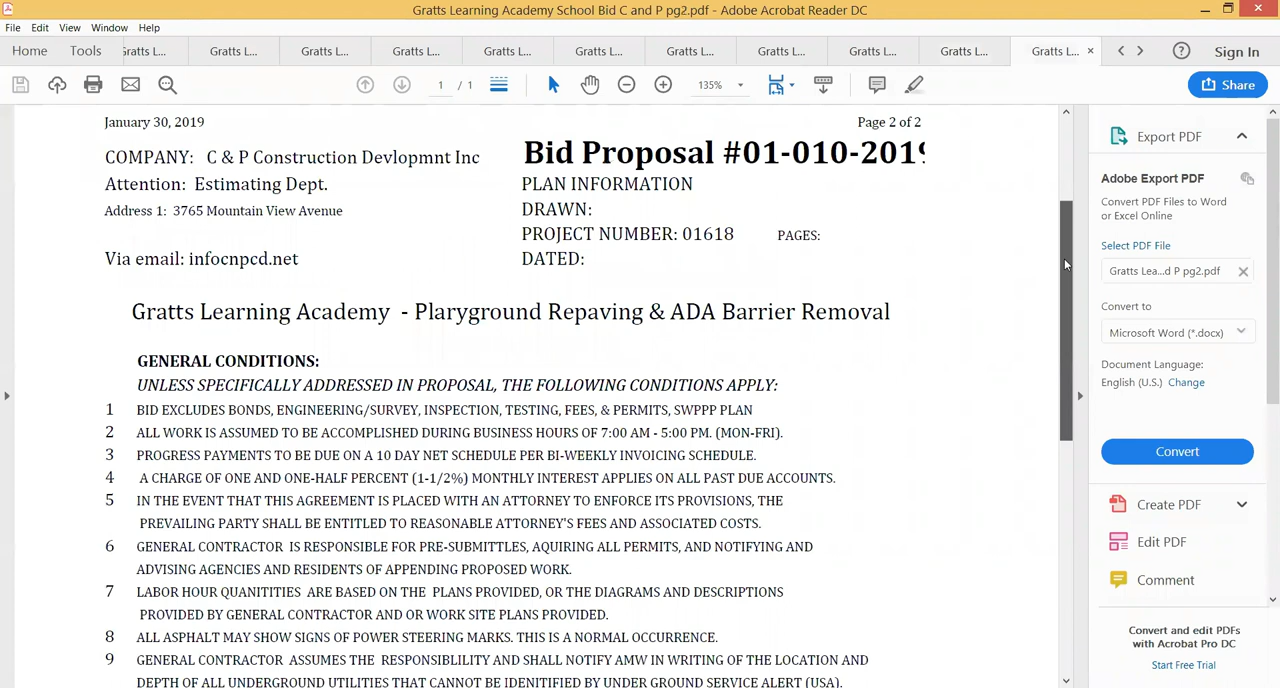 Gratts Learning Academy School Bid C and P pg2.pdf - Adobe Acrobat Reader DC
File Edit View Window Help
Home Tools Gratts L... Gratts L... Gratts L... Gratts L... Gratts L... Gratts L... Gratts L... Gratts L... Gratts L... Gratts L... Gratts L... × Sign In
1 / 1 135% Share
January 30, 2019 Page 2 of 2
COMPANY: C & P Construction Devlopmnt Inc Bid Proposal #01-010-2019
Attention: Estimating Dept. PLAN INFORMATION
Address 1: 3765 Mountain View Avenue DRAWN:
PROJECT NUMBER: 01618 PAGES:
Via email: infocnpcd.net DATED:
Gratts Learning Academy - Playrground Repaving & ADA Barrier Removal
GENERAL CONDITIONS:
UNLESS SPECIFICALLY ADDRESSED IN PROPOSAL, THE FOLLOWING CONDITIONS APPLY:
1 BID EXCLUDES BONDS, ENGINEERING/SURVEY, INSPECTION, TESTING, FEES, & PERMITS, SWPPP PLAN
2 ALL WORK IS ASSUMED TO BE ACCOMPLISHED DURING BUSINESS HOURS OF 7:00 AM - 5:00 PM. (MON-FRI).
3 PROGRESS PAYMENTS TO BE DUE ON A 10 DAY NET SCHEDULE PER BI-WEEKLY INVOICING SCHEDULE.
4 A CHARGE OF ONE AND ONE-HALF PERCENT (1-1/2%) MONTHLY INTEREST APPLIES ON ALL PAST DUE ACCOUNTS.
5 IN THE EVENT THAT THIS AGREEMENT IS PLACED WITH AN ATTORNEY TO ENFORCE ITS PROVISIONS, THE
PREVAILING PARTY SHALL BE ENTITLED TO REASONABLE ATTORNEY'S FEES AND ASSOCIATED COSTS.
6 GENERAL CONTRACTOR IS RESPONSIBLE FOR PRE-SUBMITTLES, AQUIRING ALL PERMITS, AND NOTIFYING AND
ADVISING AGENCIES AND RESIDENTS OF APPENDING PROPOSED WORK.
7 LABOR HOUR QUANITITIES ARE BASED ON THE PLANS PROVIDED, OR THE DIAGRAMS AND DESCRIPTIONS
PROVIDED BY GENERAL CONTRACTOR AND OR WORK SITE PLANS PROVIDED.
8 ALL ASPHALT MAY SHOW SIGNS OF POWER STEERING MARKS. THIS IS A NORMAL OCCURRENCE.
9 GENERAL CONTRACTOR ASSUMES THE RESPONSIBLILITY AND SHALL NOTIFY AMW IN WRITING OF THE LOCATION AND
DEPTH OF ALL UNDERGROUND UTILITIES THAT CANNOT BE IDENITIFIED BY UNDER GROUND SERVICE ALERT (USA).
Export PDF
Adobe Export PDF
Convert PDF Files to Word
or Excel Online
Select PDF File
Gratts Lea...d P pg2.pdf
Convert to
Microsoft Word (*.docx)
Document Language:
English (U.S.) Change
Convert
Create PDF
Edit PDF
Comment
Convert and edit PDFs
with Acrobat Pro DC
Start Free Trial